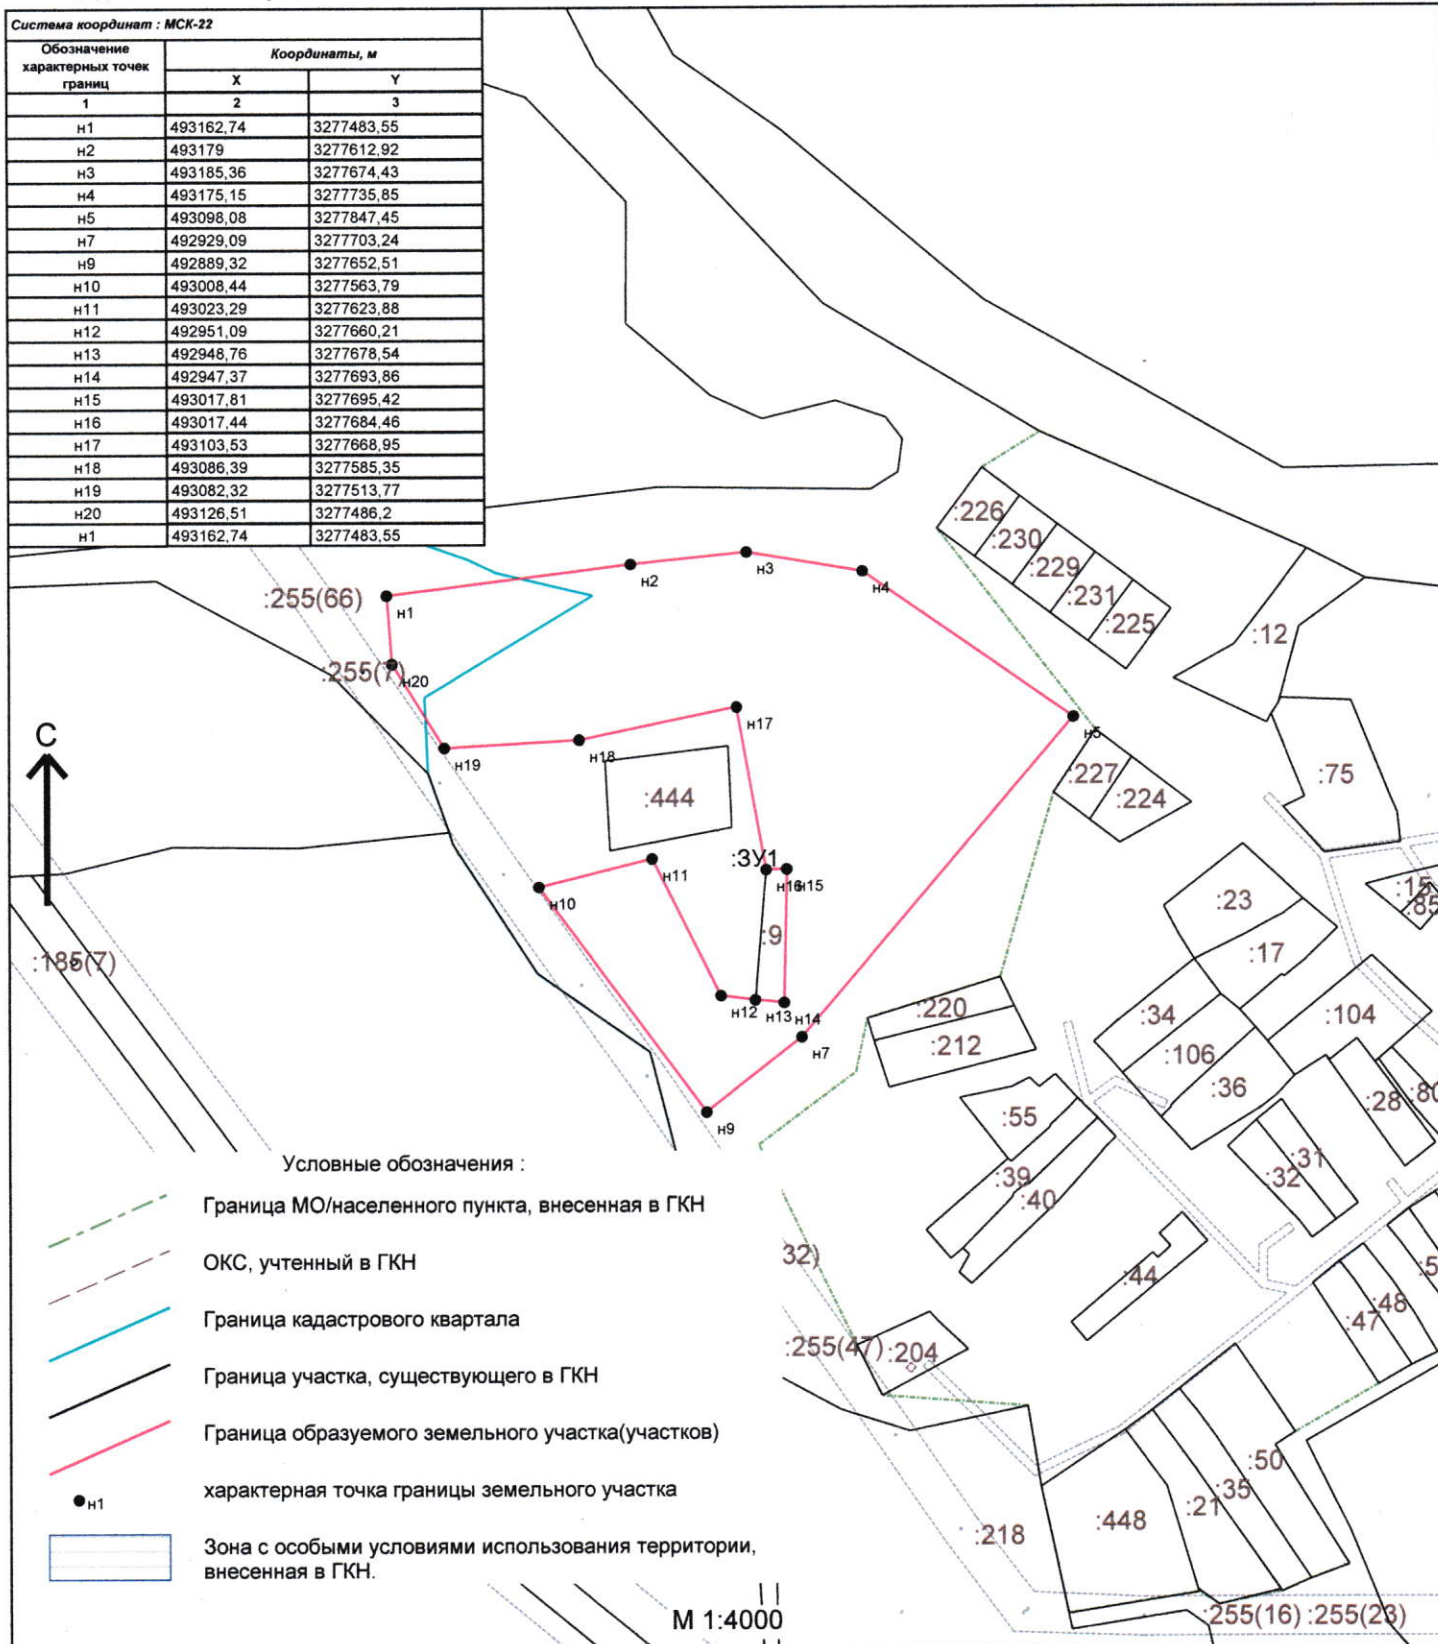 Система координат : МСК-22
Обозначение характерных точек границ Координаты, м
X Y
1 2 3
н1 493162,74 3277483,55
н2 493179 3277612,92
н3 493185,36 3277674,43
н4 493175,15 3277735,85
н5 493098,08 3277847,45
н7 492929,09 3277703,24
н9 492889,32 3277652,51
н10 493008,44 3277563,79
н11 493023,29 3277623,88
н12 492951,09 3277660,21
н13 492948,76 3277678,54
н14 492947,37 3277693,86
н15 493017,81 3277695,42
н16 493017,44 3277684,46
н17 493103,53 3277668,95
н18 493086,39 3277585,35
н19 493082,32 3277513,77
н20 493126,51 3277486,2
н1 493162,74 3277483,55
:226
:230
:229
:231
:225
:12
н2
н3
н4
:255(66)
н1
:255(7)
н20
н17
н5
С
н19
н18
:227
:224
:75
:444
:ЗУ1
н11
н16
н15
н10
:15
:85
:23
:9
:17
:185(7)
н12
н13
н14
н7
:220
:212
:34
:104
:106
:36
:28
:80
н9
:55
:39
:40
:31
:32
:44
32)
:255(47)
:204
:47
:48
:5
:50
:35
:21
:448
:218
:255(16)
:255(23)
Условные обозначения :
Граница МО/населенного пункта, внесенная в ГКН
ОКС, учтенный в ГКН
Граница кадастрового квартала
Граница участка, существующего в ГКН
Граница образуемого земельного участка(участков)
н1 характерная точка границы земельного участка
Зона с особыми условиями использования территории,
внесенная в ГКН.
М 1:4000